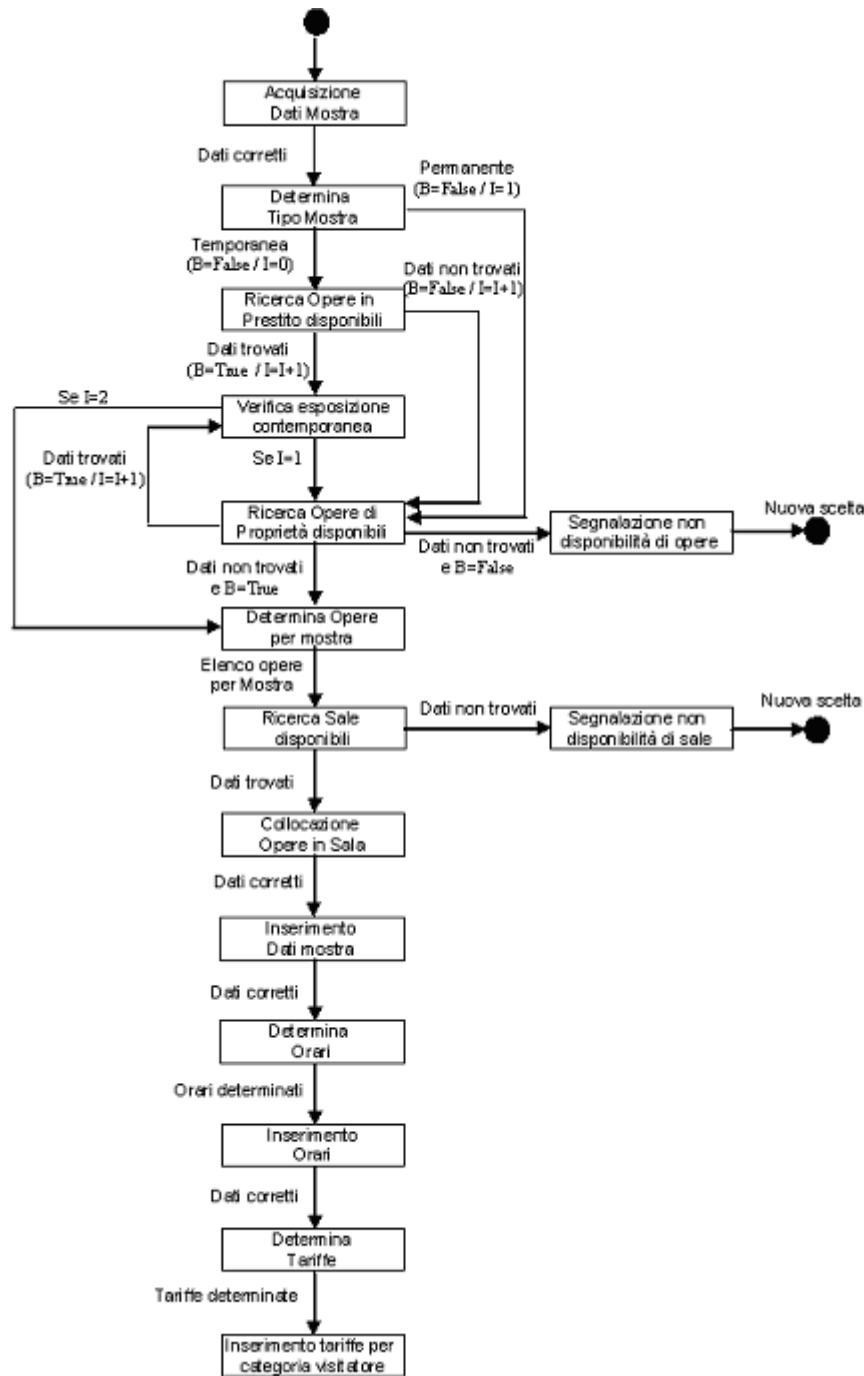 Acquisizione
Dati Mostra
Dati corretti
Permanente
(B=False / I=1)
Determina
Tipo Mostra
Temporanea
(B=False / I=0)
Dati non trovati
(B=False / I=I+1)
Ricerca Opere in
Prestito disponibili
Dati trovati
(B=True / I=I+1)
Se I=2
Verifica esposizione
contemporanea
Dati trovati
(B=True / I=I+1)
Se I=1
Ricerca Opere di
Proprietà disponibili
Segnalazione non
disponibilità di opere
Nuova scelta
Dati non trovati
e B=False
Dati non trovati
e B=True
Determina Opere
per mostra
Elenco opere
per Mostra
Ricerca Sale
disponibili
Dati non trovati
Segnalazione non
disponibilità di sale
Nuova scelta
Dati trovati
Collocazione
Opere in Sala
Dati corretti
Inserimento
Dati mostra
Dati corretti
Determina
Orari
Orari determinati
Inserimento
Orari
Dati corretti
Determina
Tariffe
Tariffe determinate
Inserimento tariffe per
categoria visitatore